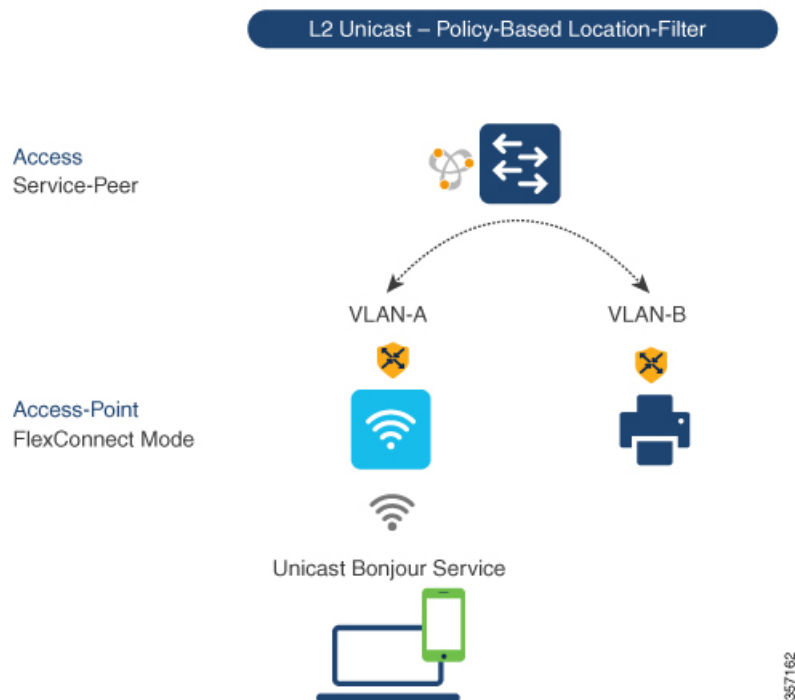 L2 Unicast – Policy-Based Location-Filter
Access
Service-Peer
VLAN-A
VLAN-B
Access-Point
FlexConnect Mode
Unicast Bonjour Service
357162